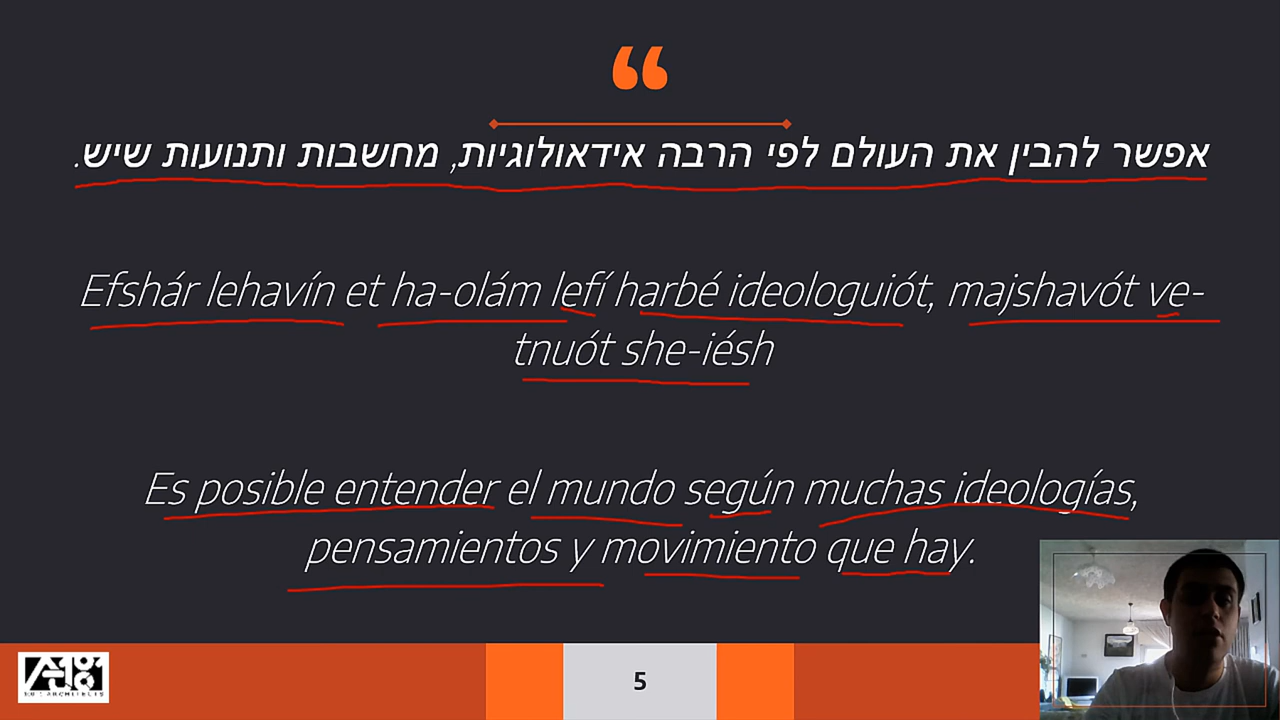 “
אפשר להבין את העולם לפי הרבה אידאולוגיות, מחשבות ותנועות שיש.
Efshár lehavín et ha-olám lefí harbé ideologuiót, majshavót ve-
tnuót she-iésh
Es posible entender el mundo según muchas ideologías,
pensamientos y movimiento que hay.
5